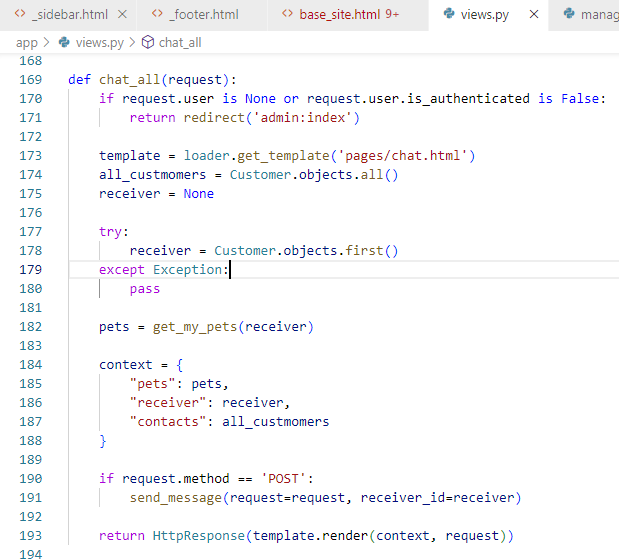 _sidebar.html
_footer.html
base_site.html 9+
views.py
manag
app > views.py > chat_all
168
169 def chat_all(request):
170     if request.user is None or request.user.is_authenticated is False:
171         return redirect('admin:index')
172
173     template = loader.get_template('pages/chat.html')
174     all_custmomers = Customer.objects.all()
175     receiver = None
176
177     try:
178         receiver = Customer.objects.first()
179     except Exception:
180         pass
181
182     pets = get_my_pets(receiver)
183
184     context = {
185         "pets": pets,
186         "receiver": receiver,
187         "contacts": all_custmomers
188     }
189
190     if request.method == 'POST':
191         send_message(request=request, receiver_id=receiver)
192
193     return HttpResponse(template.render(context, request))
194